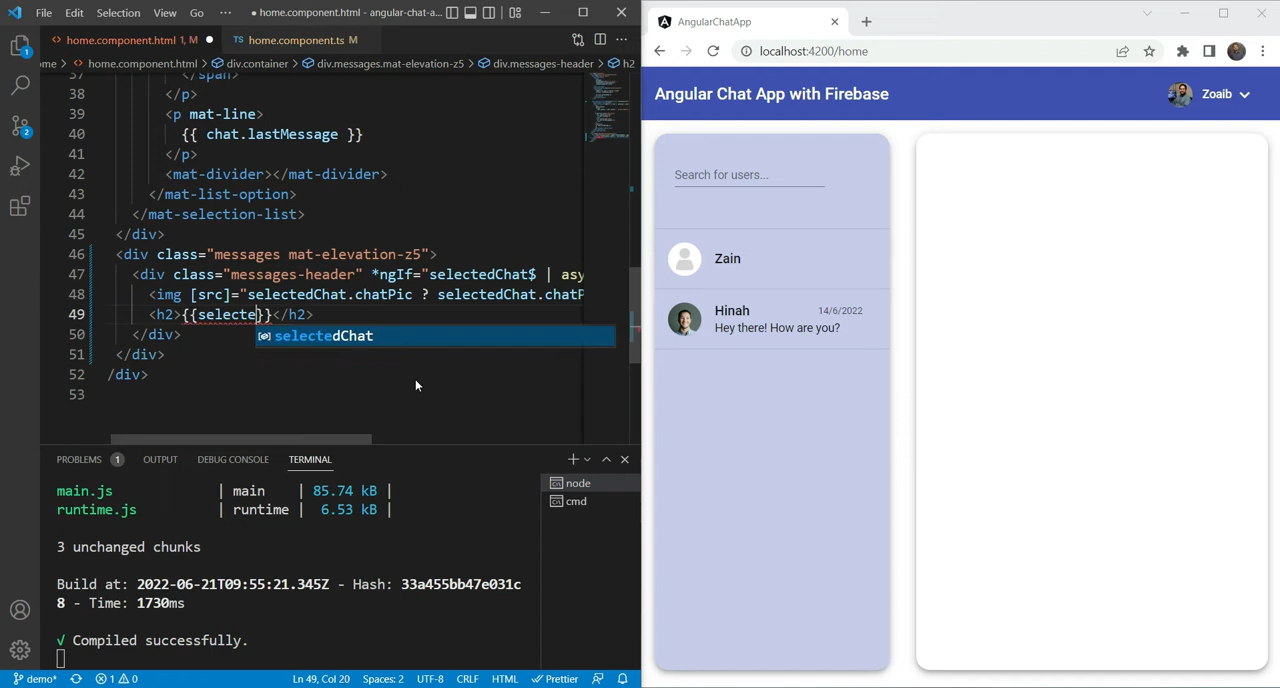 File Edit Selection View Go ··· ● home.component.html - angular-chat-a...
home.component.html 1, M ●
TS home.component.ts M
me > home.component.html > div.container > div.messages.mat-elevation-z5 > div.messages-header > h2
37 </span>
38 </p>
39 <p mat-line>
40 {{ chat.lastMessage }}
41 </p>
42 <mat-divider></mat-divider>
43 </mat-list-option>
44 </mat-selection-list>
45 </div>
46 <div class="messages mat-elevation-z5">
47 <div class="messages-header" *ngIf="selectedChat$ | asy
48 <img [src]="selectedChat.chatPic ? selectedChat.chatP
49 <h2>{{selecte}}</h2>
selectedChat
50 </div>
51 </div>
52 /div>
53
PROBLEMS 1 OUTPUT DEBUG CONSOLE TERMINAL
main.js | main | 85.74 kB |
runtime.js | runtime | 6.53 kB |
3 unchanged chunks
Build at: 2022-06-21T09:55:21.345Z - Hash: 33a455bb47e031c
8 - Time: 1730ms
√ Compiled successfully.
node
cmd
1
2
demo* 1 0 Ln 49, Col 20 Spaces: 2 UTF-8 CRLF HTML Prettier
AngularChatApp
localhost:4200/home
Angular Chat App with Firebase
Zoaib
Search for users...
Zain
Hinah 14/6/2022
Hey there! How are you?